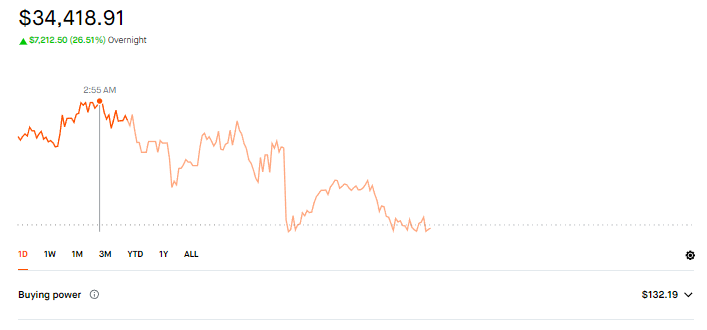 $34,418.91
$7,212.50 (26.51%) Overnight
2:55 AM
1D 1W 1M 3M YTD 1Y ALL
Buying power $132.19